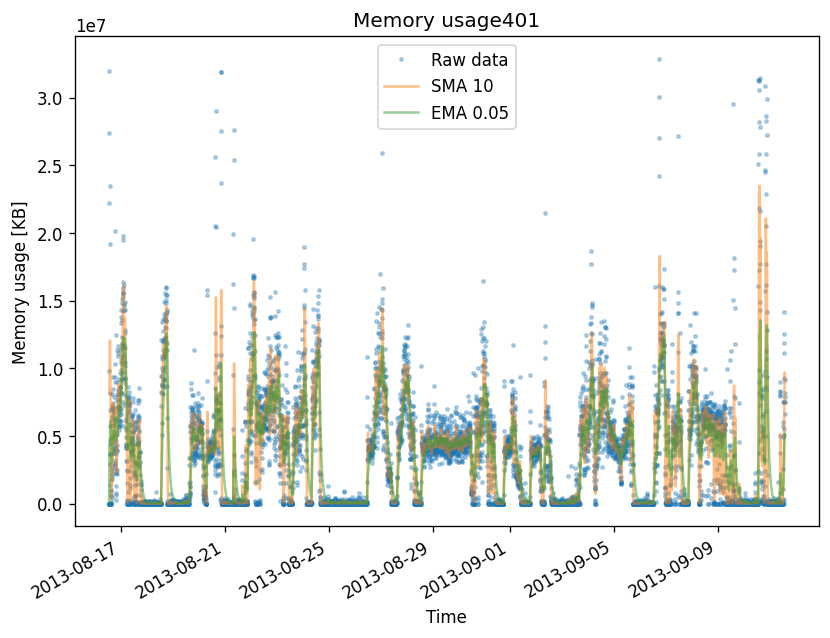 Memory usage401
1e7
Raw data
SMA 10
EMA 0.05
Memory usage [KB]
3.0
2.5
2.0
1.5
1.0
0.5
0.0
2013-08-17
2013-08-21
2013-08-25
2013-08-29
2013-09-01
2013-09-05
2013-09-09
Time